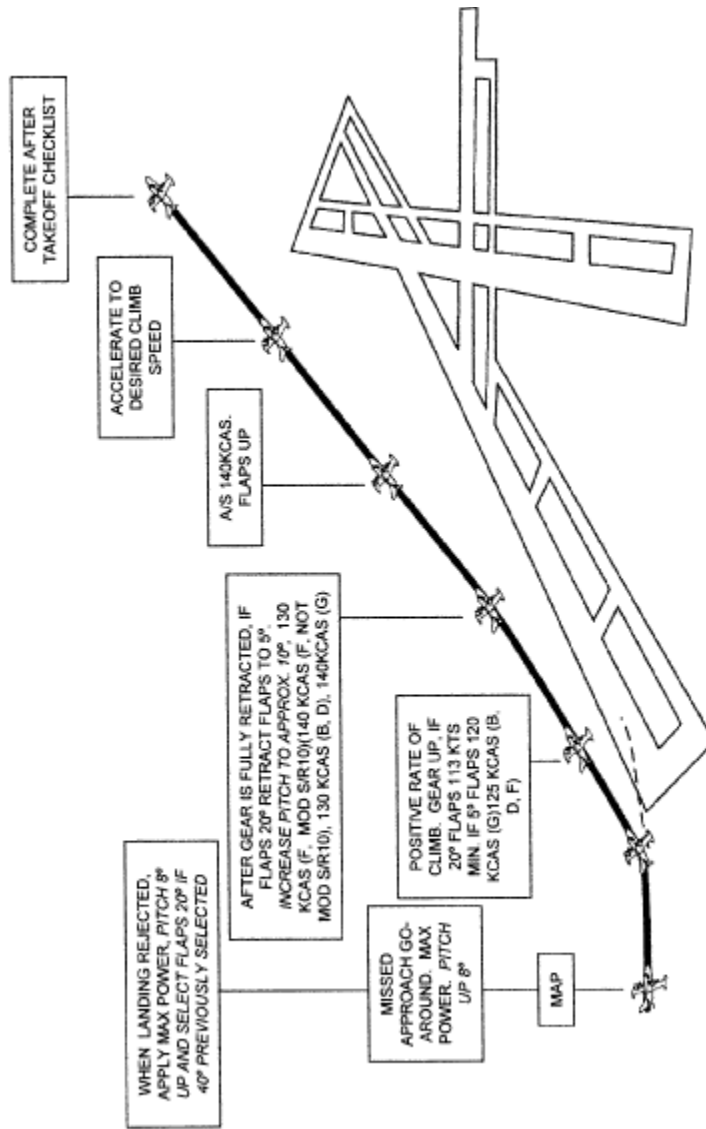 WHEN LANDING REJECTED,
APPLY MAX POWER, PITCH 8º
UP AND SELECT FLAPS 20º IF
40º PREVIOUSLY SELECTED
MISSED
APPROACH GO-
AROUND. MAX
POWER. PITCH
UP 8º
MAP
POSITIVE RATE OF
CLIMB. GEAR UP, IF
20º FLAPS 113 KTS
MIN. IF 5º FLAPS 120
KCAS (G)125 KCAS (B,
D, F)
AFTER GEAR IS FULLY RETRACTED, IF
FLAPS 20º RETRACT FLAPS TO 5º.
INCREASE PITCH TO APPROX. 10º, 130
KCAS (F, MOD S/R10)(140 KCAS (F, NOT
MOD S/R10), 130 KCAS (B, D), 140KCAS (G)
A/S 140KCAS.
FLAPS UP
ACCELERATE TO
DESIRED CLIMB
SPEED
COMPLETE AFTER
TAKEOFF CHECKLIST